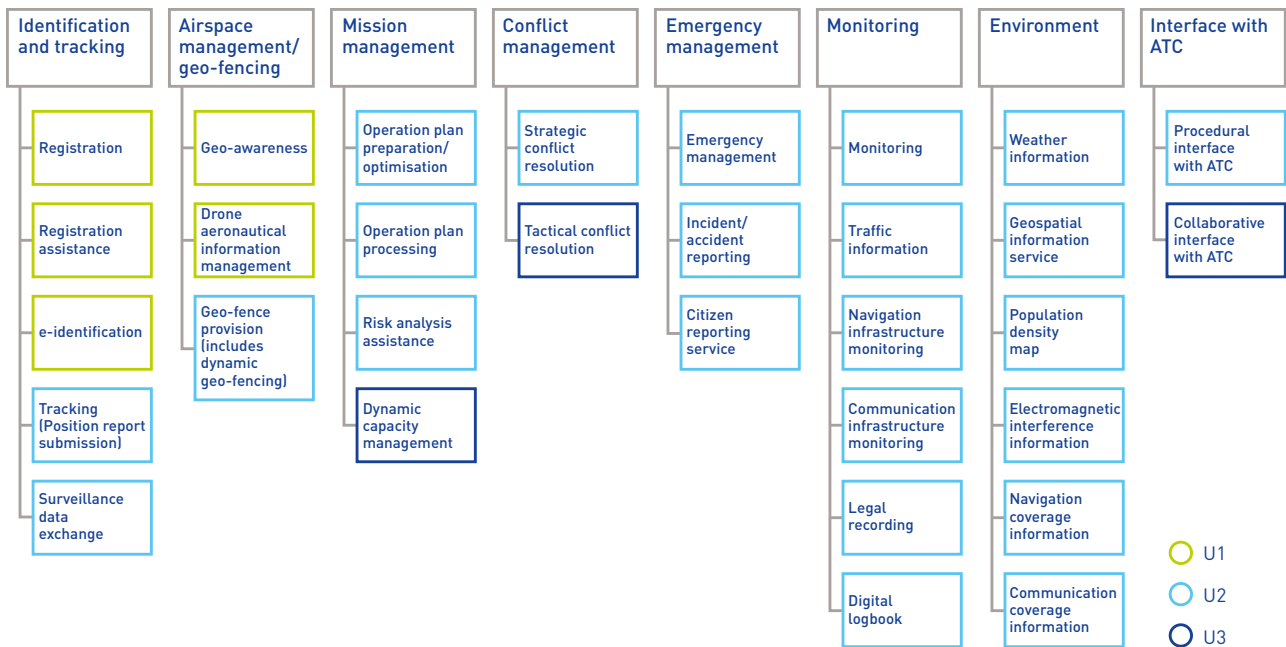 Identification
and tracking
Registration
Registration
assistance
e-identification
Tracking
(Position report
submission)
Surveillance
data
exchange
Airspace
management/
geo-fencing
Geo-awareness
Drone
aeronautical
information
management
Geo-fence
provision
(includes
dynamic
geo-fencing)
Mission
management
Operation plan
preparation/
optimisation
Operation plan
processing
Risk analysis
assistance
Dynamic
capacity
management
Conflict
management
Strategic
conflict
resolution
Tactical conflict
resolution
Emergency
management
Emergency
management
Incident/
accident
reporting
Citizen
reporting
service
Monitoring
Monitoring
Traffic
information
Navigation
infrastructure
monitoring
Communication
infrastructure
monitoring
Legal
recording
Digital
logbook
Environment
Weather
information
Geospatial
information
service
Population
density
map
Electromagnetic
interference
information
Navigation
coverage
information
Communication
coverage
information
Interface with
ATC
Procedural
interface
with ATC
Collaborative
interface
with ATC
U1
U2
U3